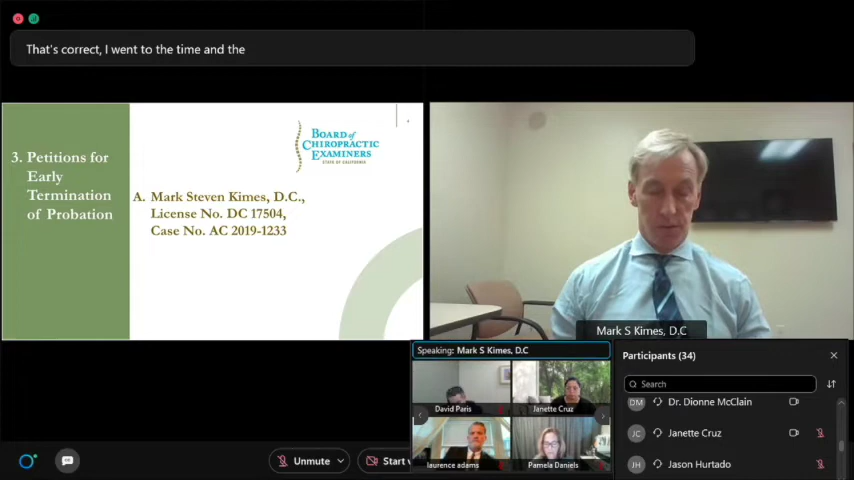 That's correct, I went to the time and the
3. Petitions for
Early
Termination
of Probation
BOARD of
CHIROPRACTIC
EXAMINERS
STATE OF CALIFORNIA
A. Mark Steven Kimes, D.C.,
License No. DC 17504,
Case No. AC 2019-1233
Mark S Kimes, D.C
Speaking: Mark S Kimes, D.C
David Paris
Janette Cruz
laurence adams
Pamela Daniels
Participants (34)
Search
DM Dr. Dionne McClain
JC Janette Cruz
JH Jason Hurtado
Unmute
Start v